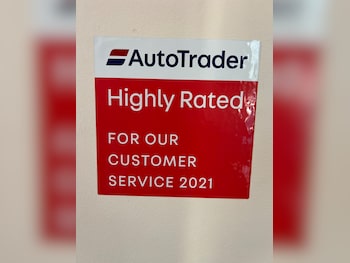 AutoTrader
Highly Rated
FOR OUR
CUSTOMER
SERVICE 2021